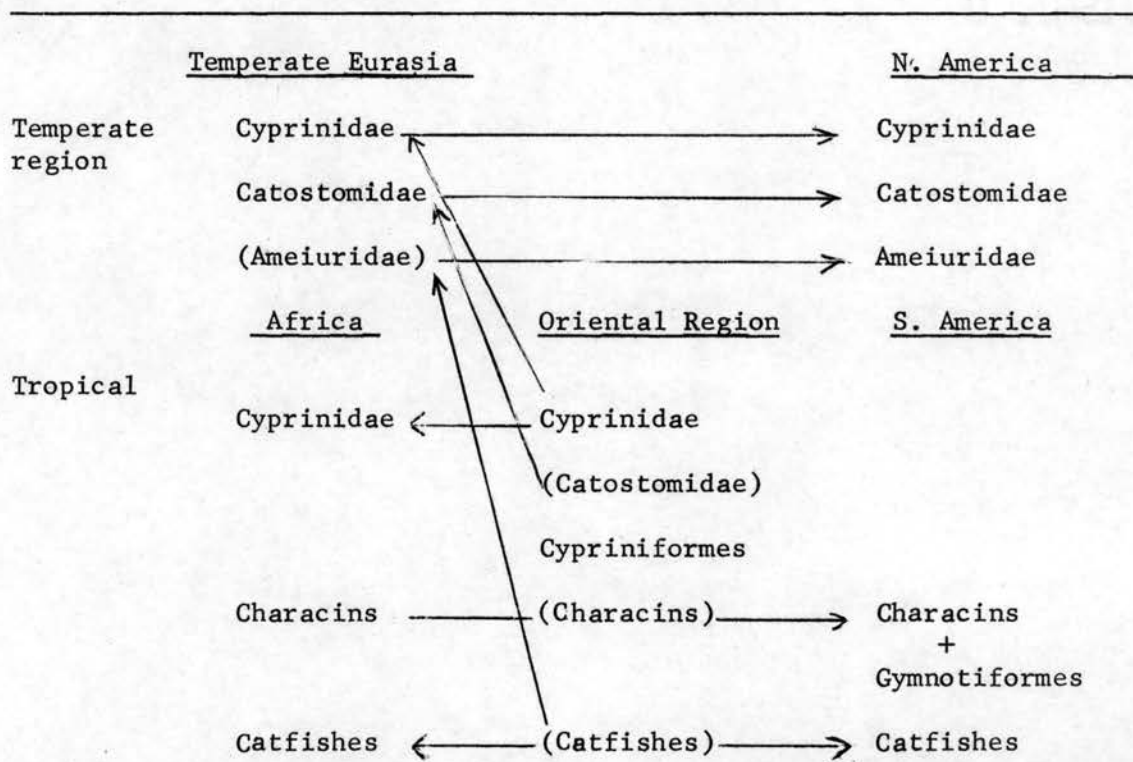 Temperate Eurasia N. America
Temperate Cyprinidae Cyprinidae
region
Catostomidae Catostomidae
(Ameiuridae) Ameiuridae
Africa Oriental Region S. America
Tropical
Cyprinidae Cyprinidae
(Catostomidae)
Cypriniformes
Characins (Characins) Characins
+
Gymnotiformes
Catfishes (Catfishes) Catfishes